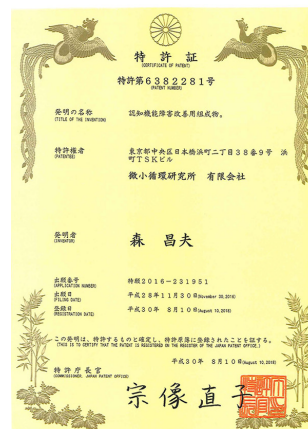 特許証
(CERTIFICATE OF PATENT)
特許第6382281号
(PATENT NUMBER)
発明の名称
(TITLE OF THE INVENTION)
認知機能障害改善用組成物。
特許権者
(PATENTEE)
東京都中央区日本橋浜町二丁目38番9号 浜
町TSKビル
微小循環研究所 有限会社
発明者
(INVENTOR)
森 昌夫
出願番号
(APPLICATION NUMBER)
特願2016-231951
出願日
(FILING DATE)
平成28年11月30日(November 30,2016)
登録日
(REGISTRATION DATE)
平成30年 8月10日(August 10,2018)
この発明は、特許するものと確定し、特許原簿に登録されたことを証する。
(THIS IS TO CERTIFY THAT THE PATENT IS REGISTERED ON THE REGISTER OF THE JAPAN PATENT OFFICE.)
平成30年 8月10日(August 10,2018)
特許庁長官
(COMMISSIONER, JAPAN PATENT OFFICE)
宗像直子